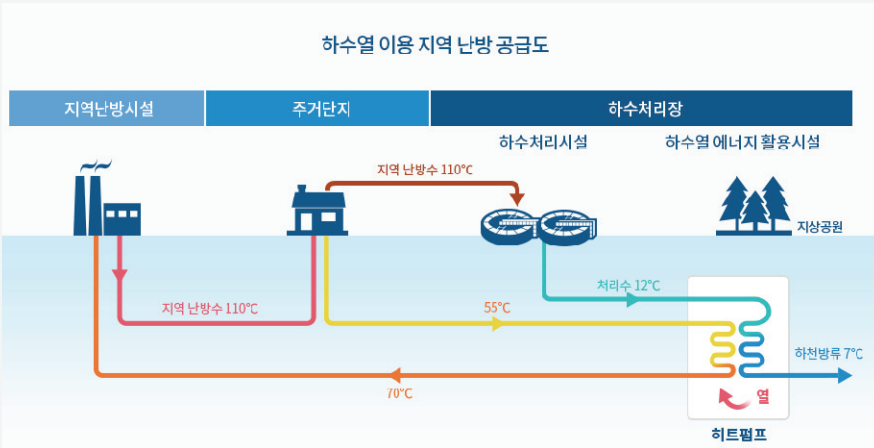 하수열 이용 지역 난방 공급도
지역난방시설
주거단지
하수처리장
하수처리시설
하수열 에너지 활용시설
지역 난방수 110℃
지상공원
처리수 12℃
지역 난방수 110℃
55℃
하천방류 7℃
70℃
열
히트펌프